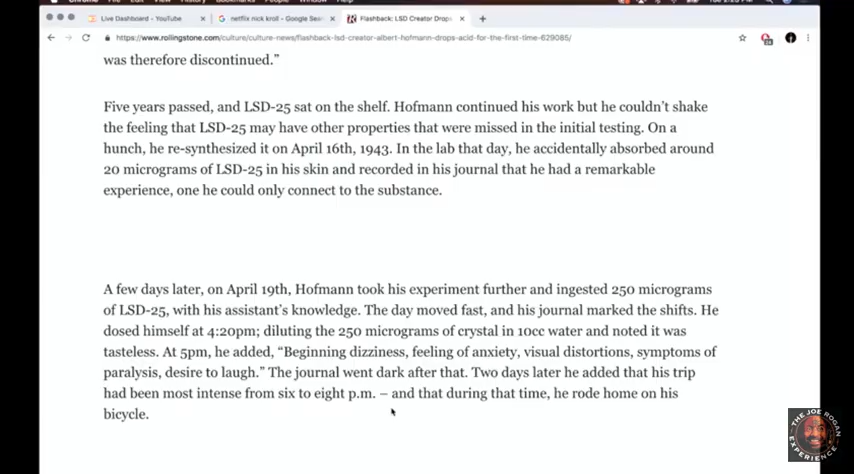 Live Dashboard - YouTube
netflix nick kroll - Google Sear
Flashback: LSD Creator Drops
https://www.rollingstone.com/culture/culture-news/flashback-lsd-creator-albert-hofmann-drops-acid-for-the-first-time-629085/
was therefore discontinued.”
Five years passed, and LSD-25 sat on the shelf. Hofmann continued his work but he couldn’t shake
the feeling that LSD-25 may have other properties that were missed in the initial testing. On a
hunch, he re-synthesized it on April 16th, 1943. In the lab that day, he accidentally absorbed around
20 micrograms of LSD-25 in his skin and recorded in his journal that he had a remarkable
experience, one he could only connect to the substance.
A few days later, on April 19th, Hofmann took his experiment further and ingested 250 micrograms
of LSD-25, with his assistant’s knowledge. The day moved fast, and his journal marked the shifts. He
dosed himself at 4:20pm; diluting the 250 micrograms of crystal in 10cc water and noted it was
tasteless. At 5pm, he added, “Beginning dizziness, feeling of anxiety, visual distortions, symptoms of
paralysis, desire to laugh.” The journal went dark after that. Two days later he added that his trip
had been most intense from six to eight p.m. – and that during that time, he rode home on his
bicycle.
THE JOE ROGAN
EXPERIENCE